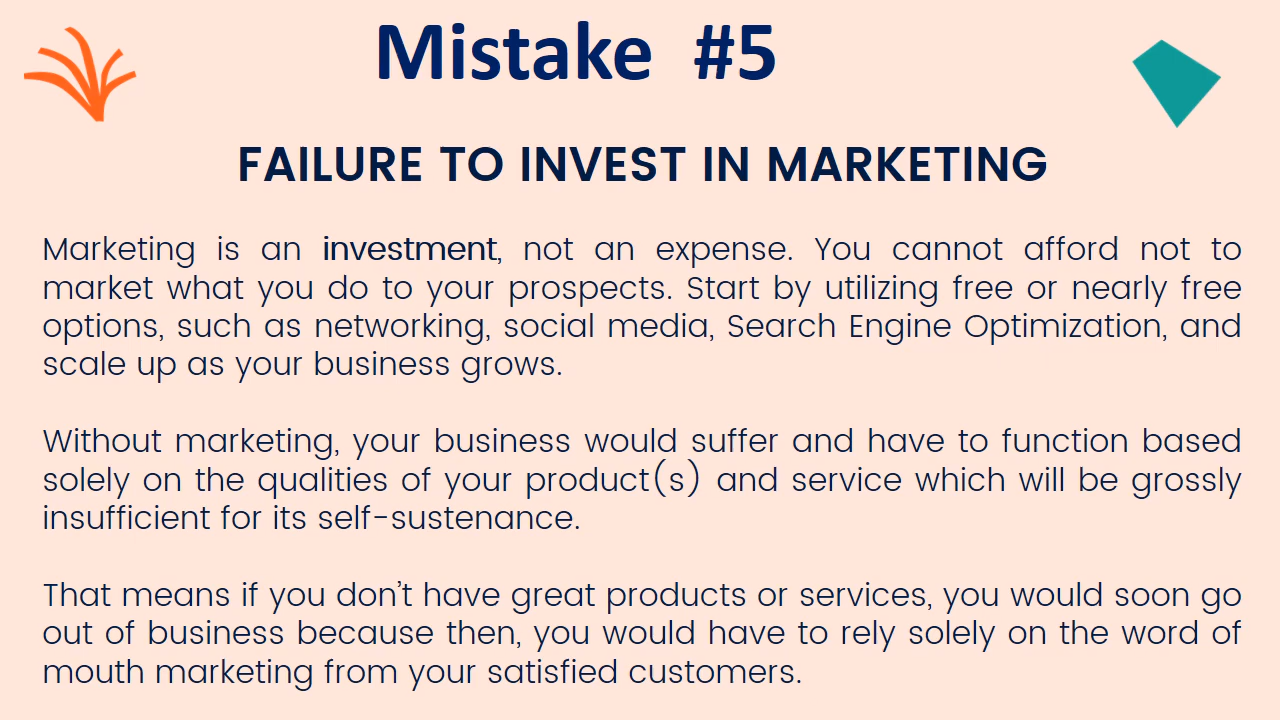 Mistake #5
FAILURE TO INVEST IN MARKETING
Marketing is an investment, not an expense. You cannot afford not to
market what you do to your prospects. Start by utilizing free or nearly free
options, such as networking, social media, Search Engine Optimization, and
scale up as your business grows.
Without marketing, your business would suffer and have to function based
solely on the qualities of your product(s) and service which will be grossly
insufficient for its self-sustenance.
That means if you don’t have great products or services, you would soon go
out of business because then, you would have to rely solely on the word of
mouth marketing from your satisfied customers.